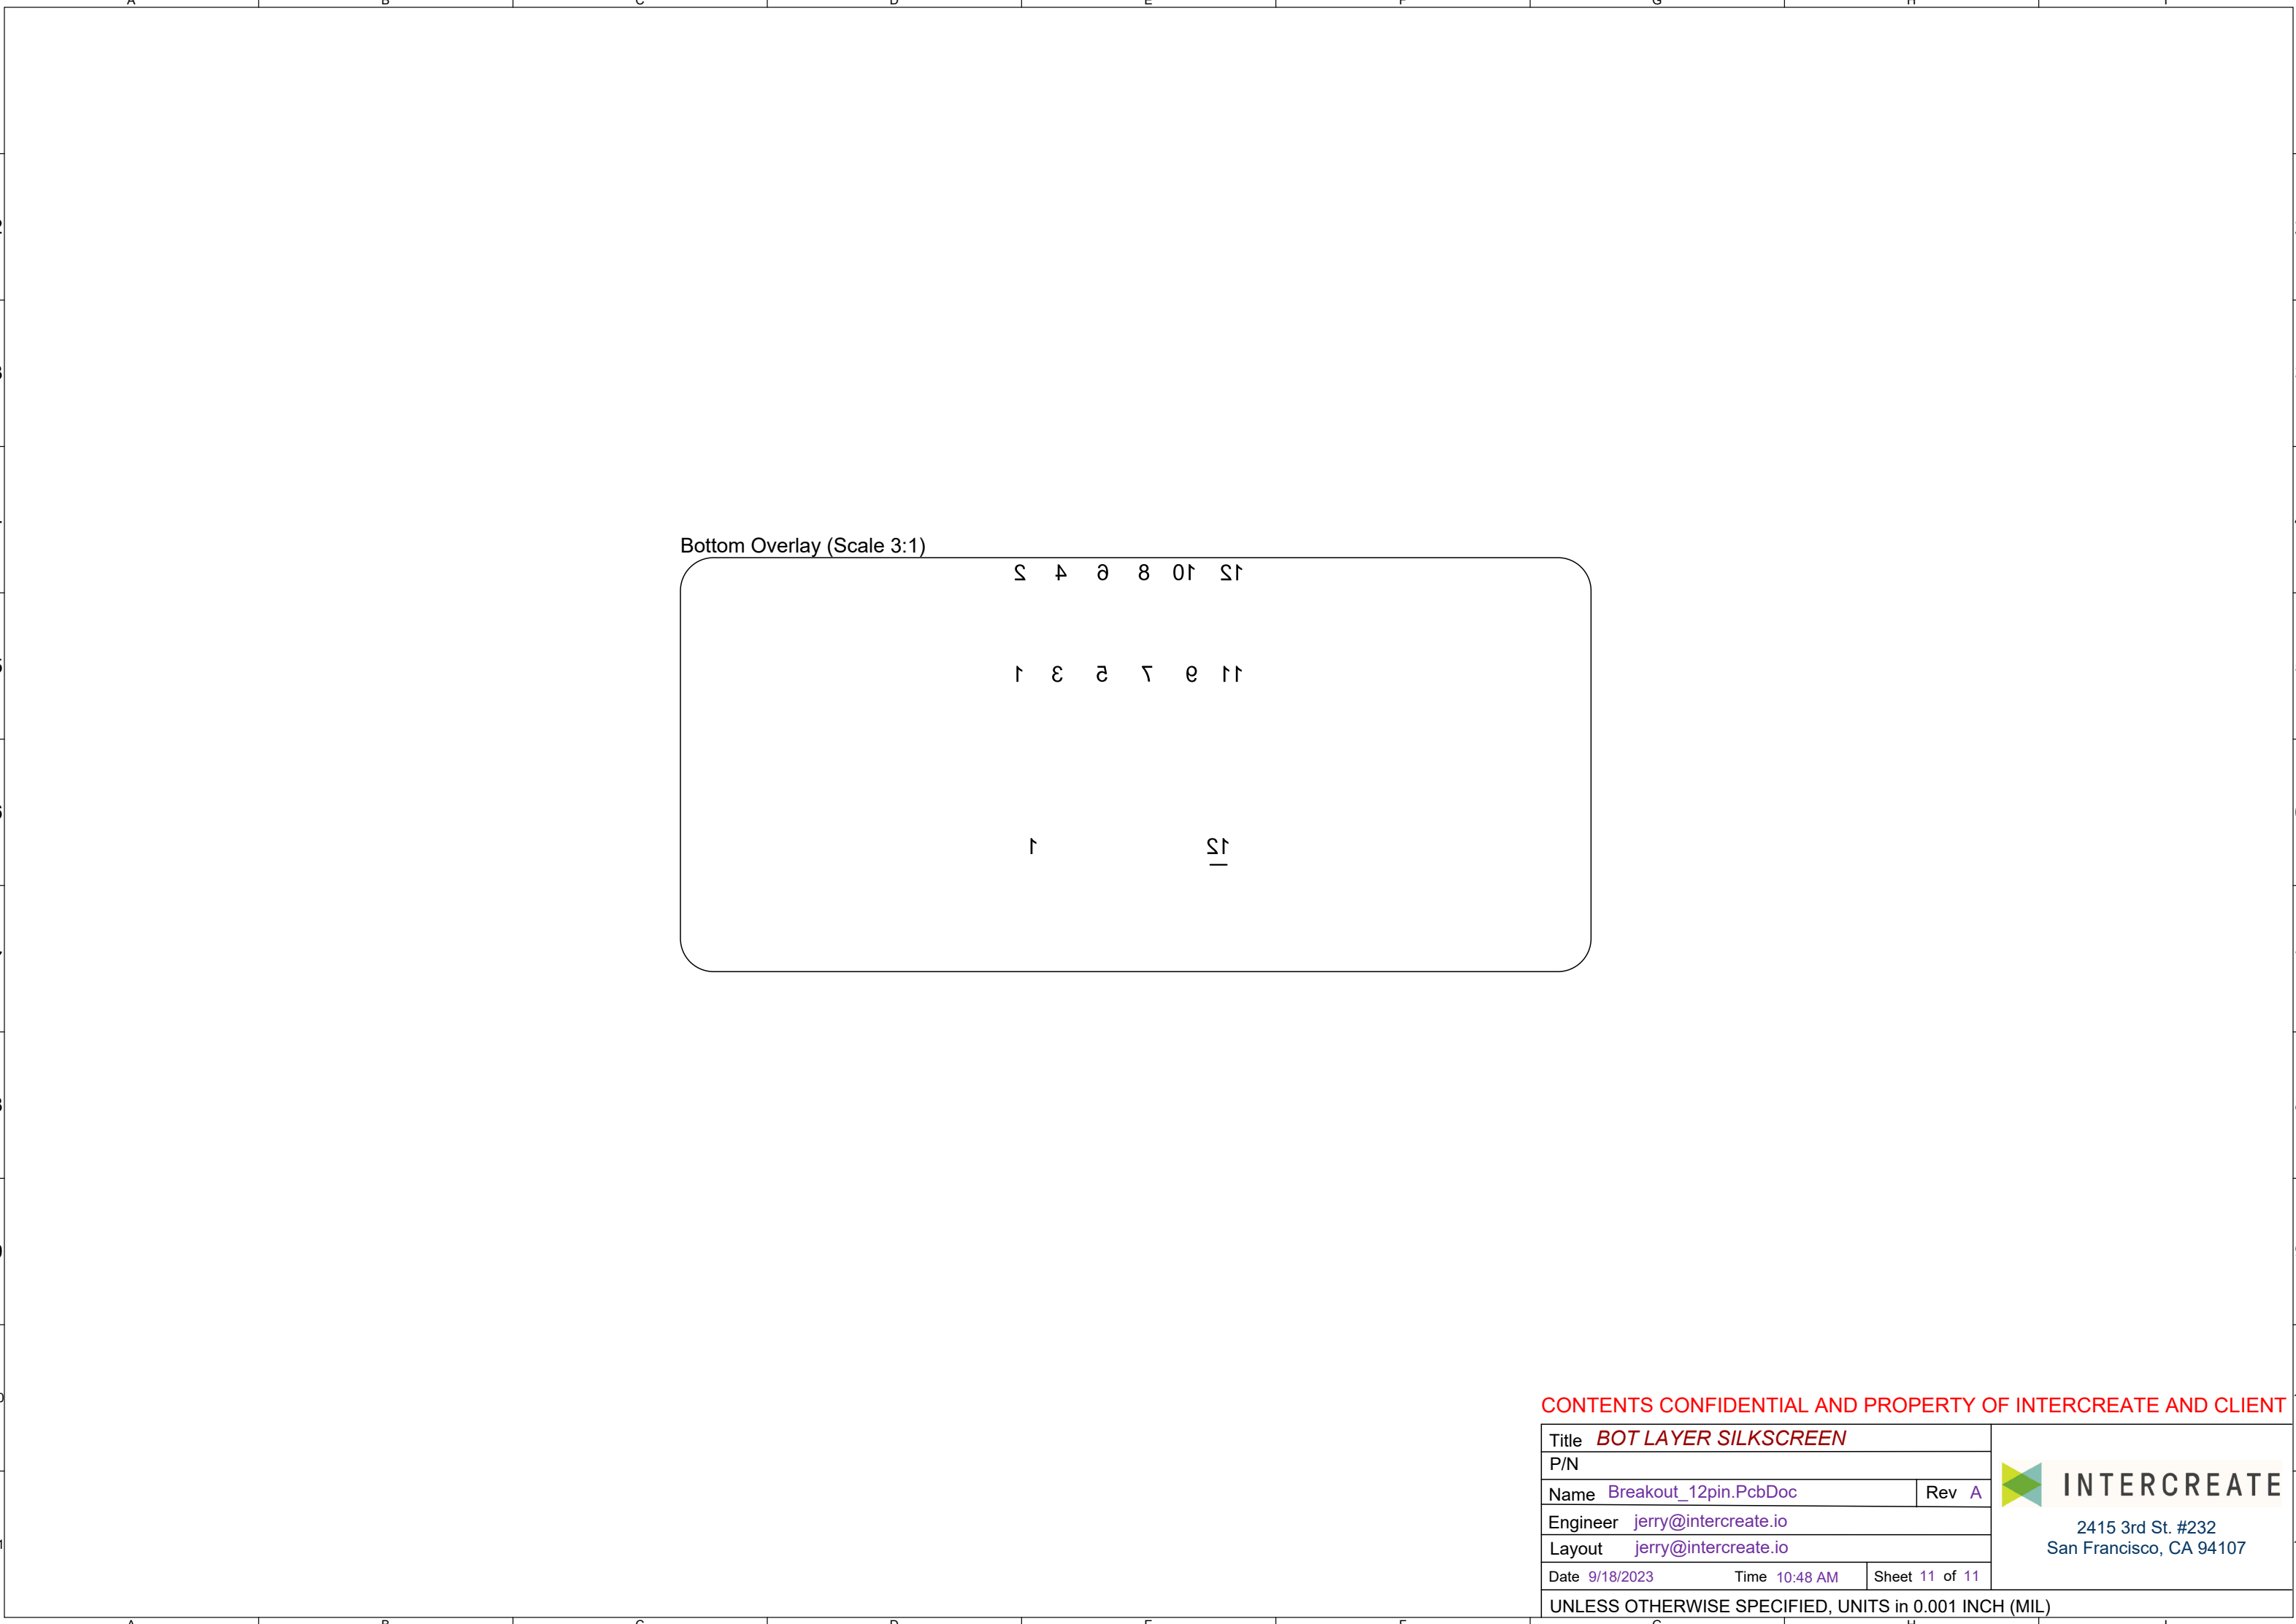 A B C D E F G H I
Bottom Overlay (Scale 3:1)
2 4 6 8 10 12
1 3 5 7 9 11
1 12
CONTENTS CONFIDENTIAL AND PROPERTY OF INTERCREATE AND CLIENT
Title BOT LAYER SILKSCREEN
P/N
Name Breakout_12pin.PcbDoc Rev A
Engineer jerry@intercreate.io
Layout jerry@intercreate.io
Date 9/18/2023 Time 10:48 AM Sheet 11 of 11
INTERCREATE
2415 3rd St. #232
San Francisco, CA 94107
UNLESS OTHERWISE SPECIFIED, UNITS in 0.001 INCH (MIL)